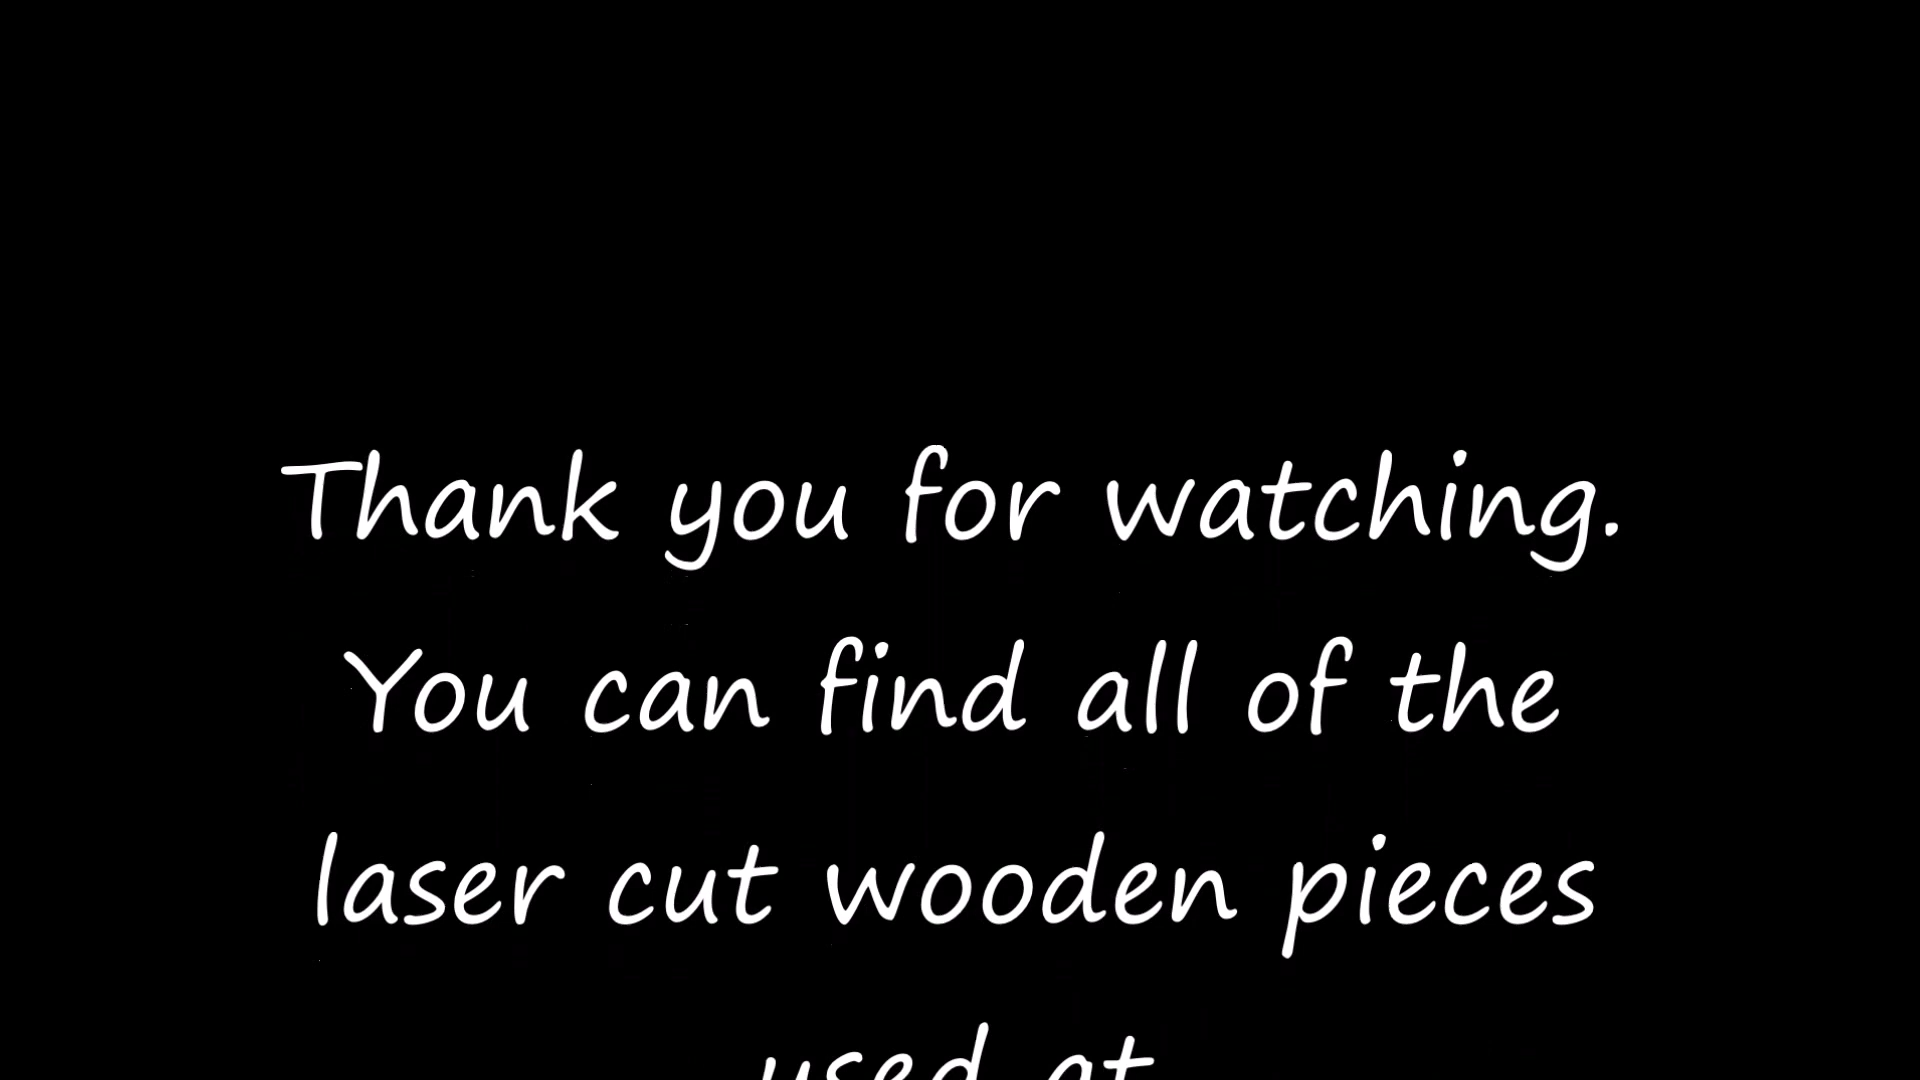 Thank you for watching.
You can find all of the
laser cut wooden pieces
used at